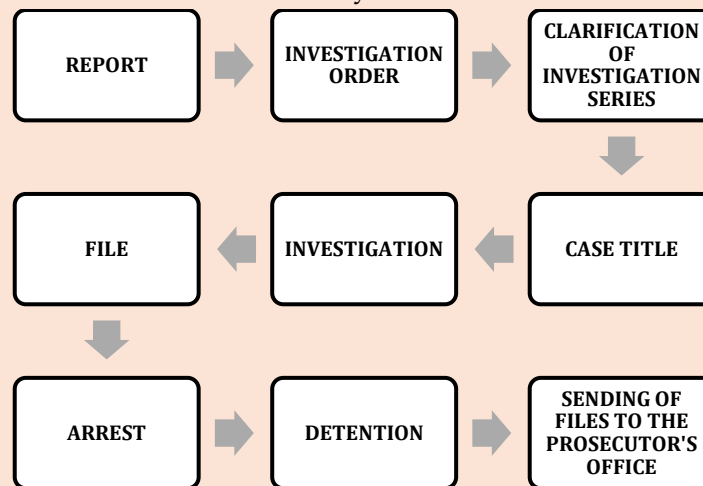 REPORT
INVESTIGATION
ORDER
CLARIFICATION
OF
INVESTIGATION
SERIES
FILE
INVESTIGATION
CASE TITLE
ARREST
DETENTION
SENDING OF
FILES TO THE
PROSECUTOR'S
OFFICE